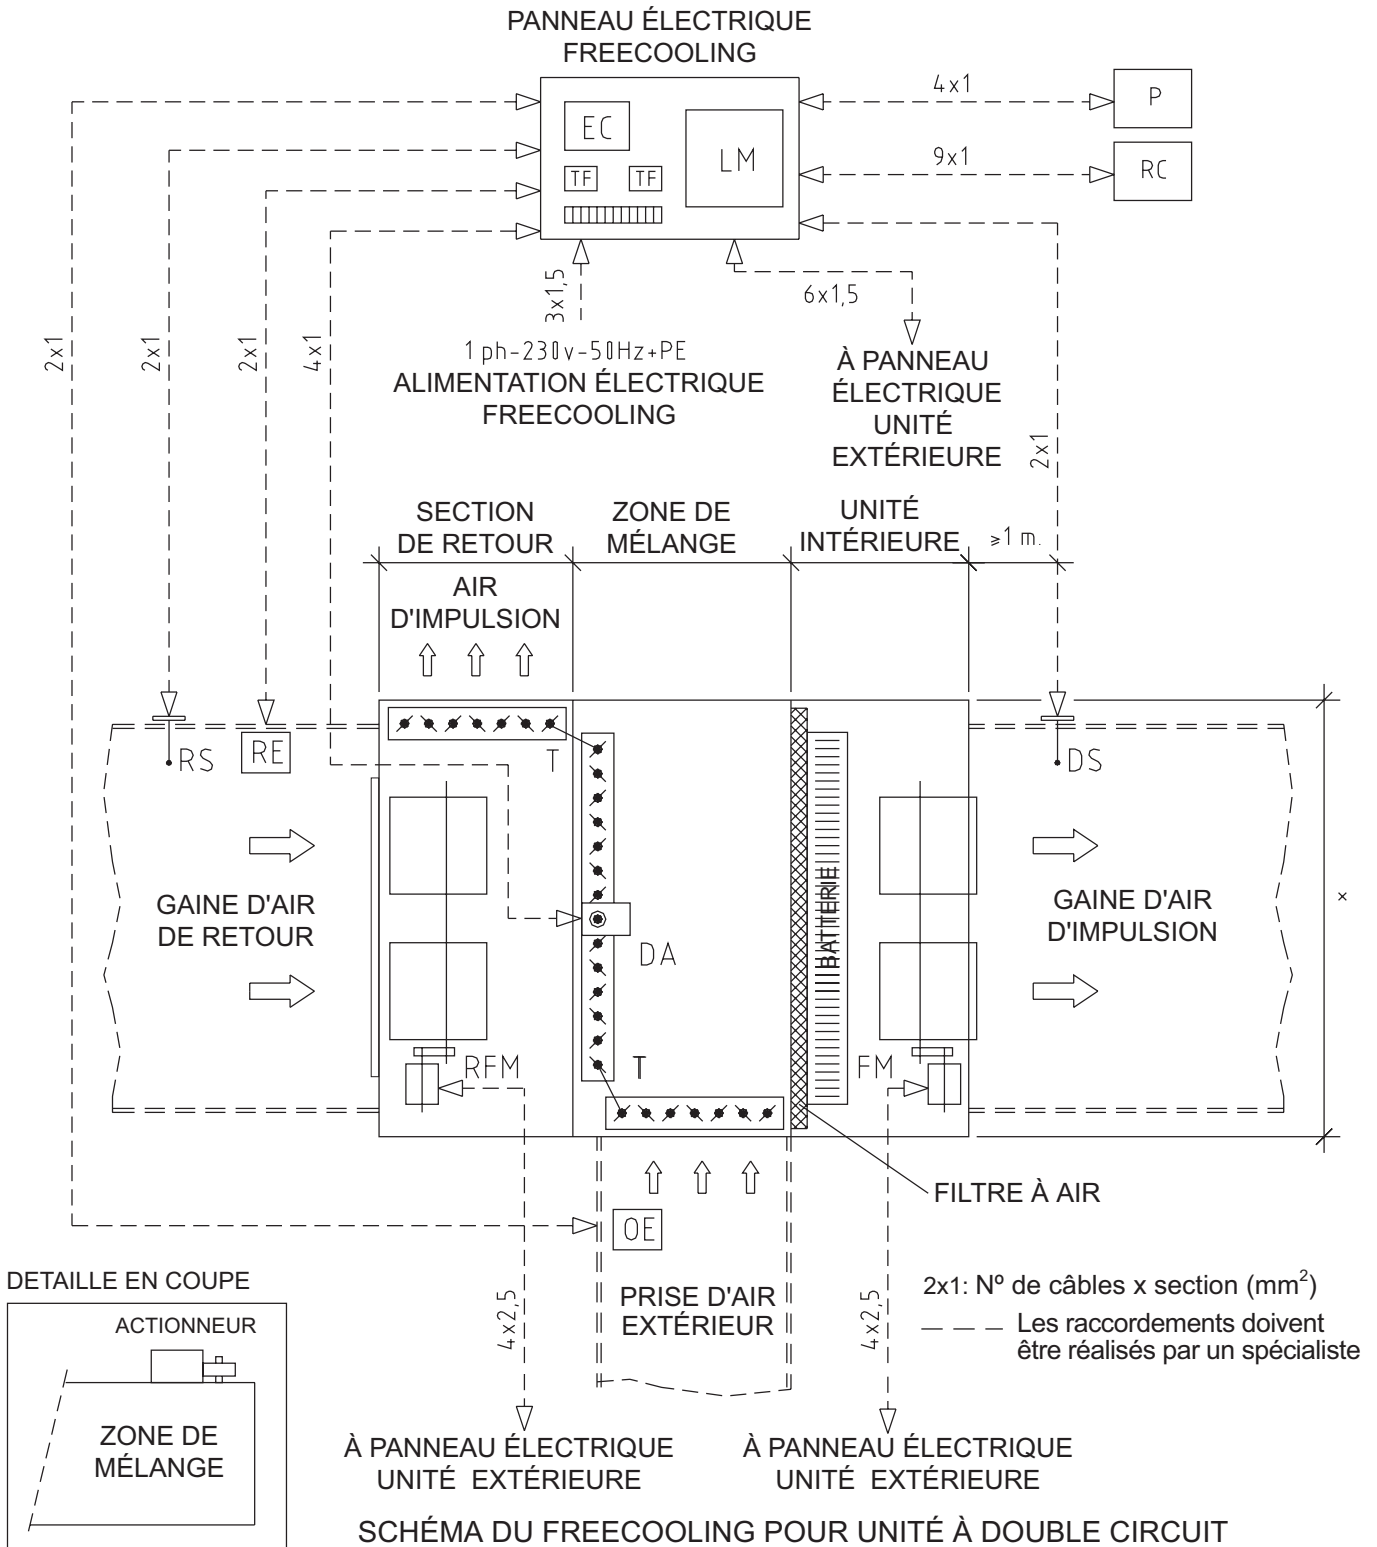 PANNEAU ÉLECTRIQUE
FREECOOLING
EC
TF
TF
LM
4x1
P
9x1
RC
3x1,5
6x1,5
1 ph-230v-50Hz+PE
ALIMENTATION ÉLECTRIQUE
FREECOOLING
À PANNEAU
ÉLECTRIQUE
UNITÉ
EXTÉRIEURE
2x1
2x1
2x1
4x1
2x1
SECTION
DE RETOUR
ZONE DE
MÉLANGE
UNITÉ
INTÉRIEURE
≥1 m.
AIR
D'IMPULSION
RS
RE
T
DS
GAINE D'AIR
DE RETOUR
DA
BATTERIE
GAINE D'AIR
D'IMPULSION
x
RFM
T
FM
FILTRE À AIR
OE
PRISE D'AIR
EXTÉRIEUR
4x2,5
4x2,5
2x1: Nº de câbles x section (mm²)
Les raccordements doivent
être réalisés par un spécialiste
DETAILLE EN COUPE
ACTIONNEUR
ZONE DE
MÉLANGE
À PANNEAU ÉLECTRIQUE
UNITÉ EXTÉRIEURE
À PANNEAU ÉLECTRIQUE
UNITÉ EXTÉRIEURE
SCHÉMA DU FREECOOLING POUR UNITÉ À DOUBLE CIRCUIT